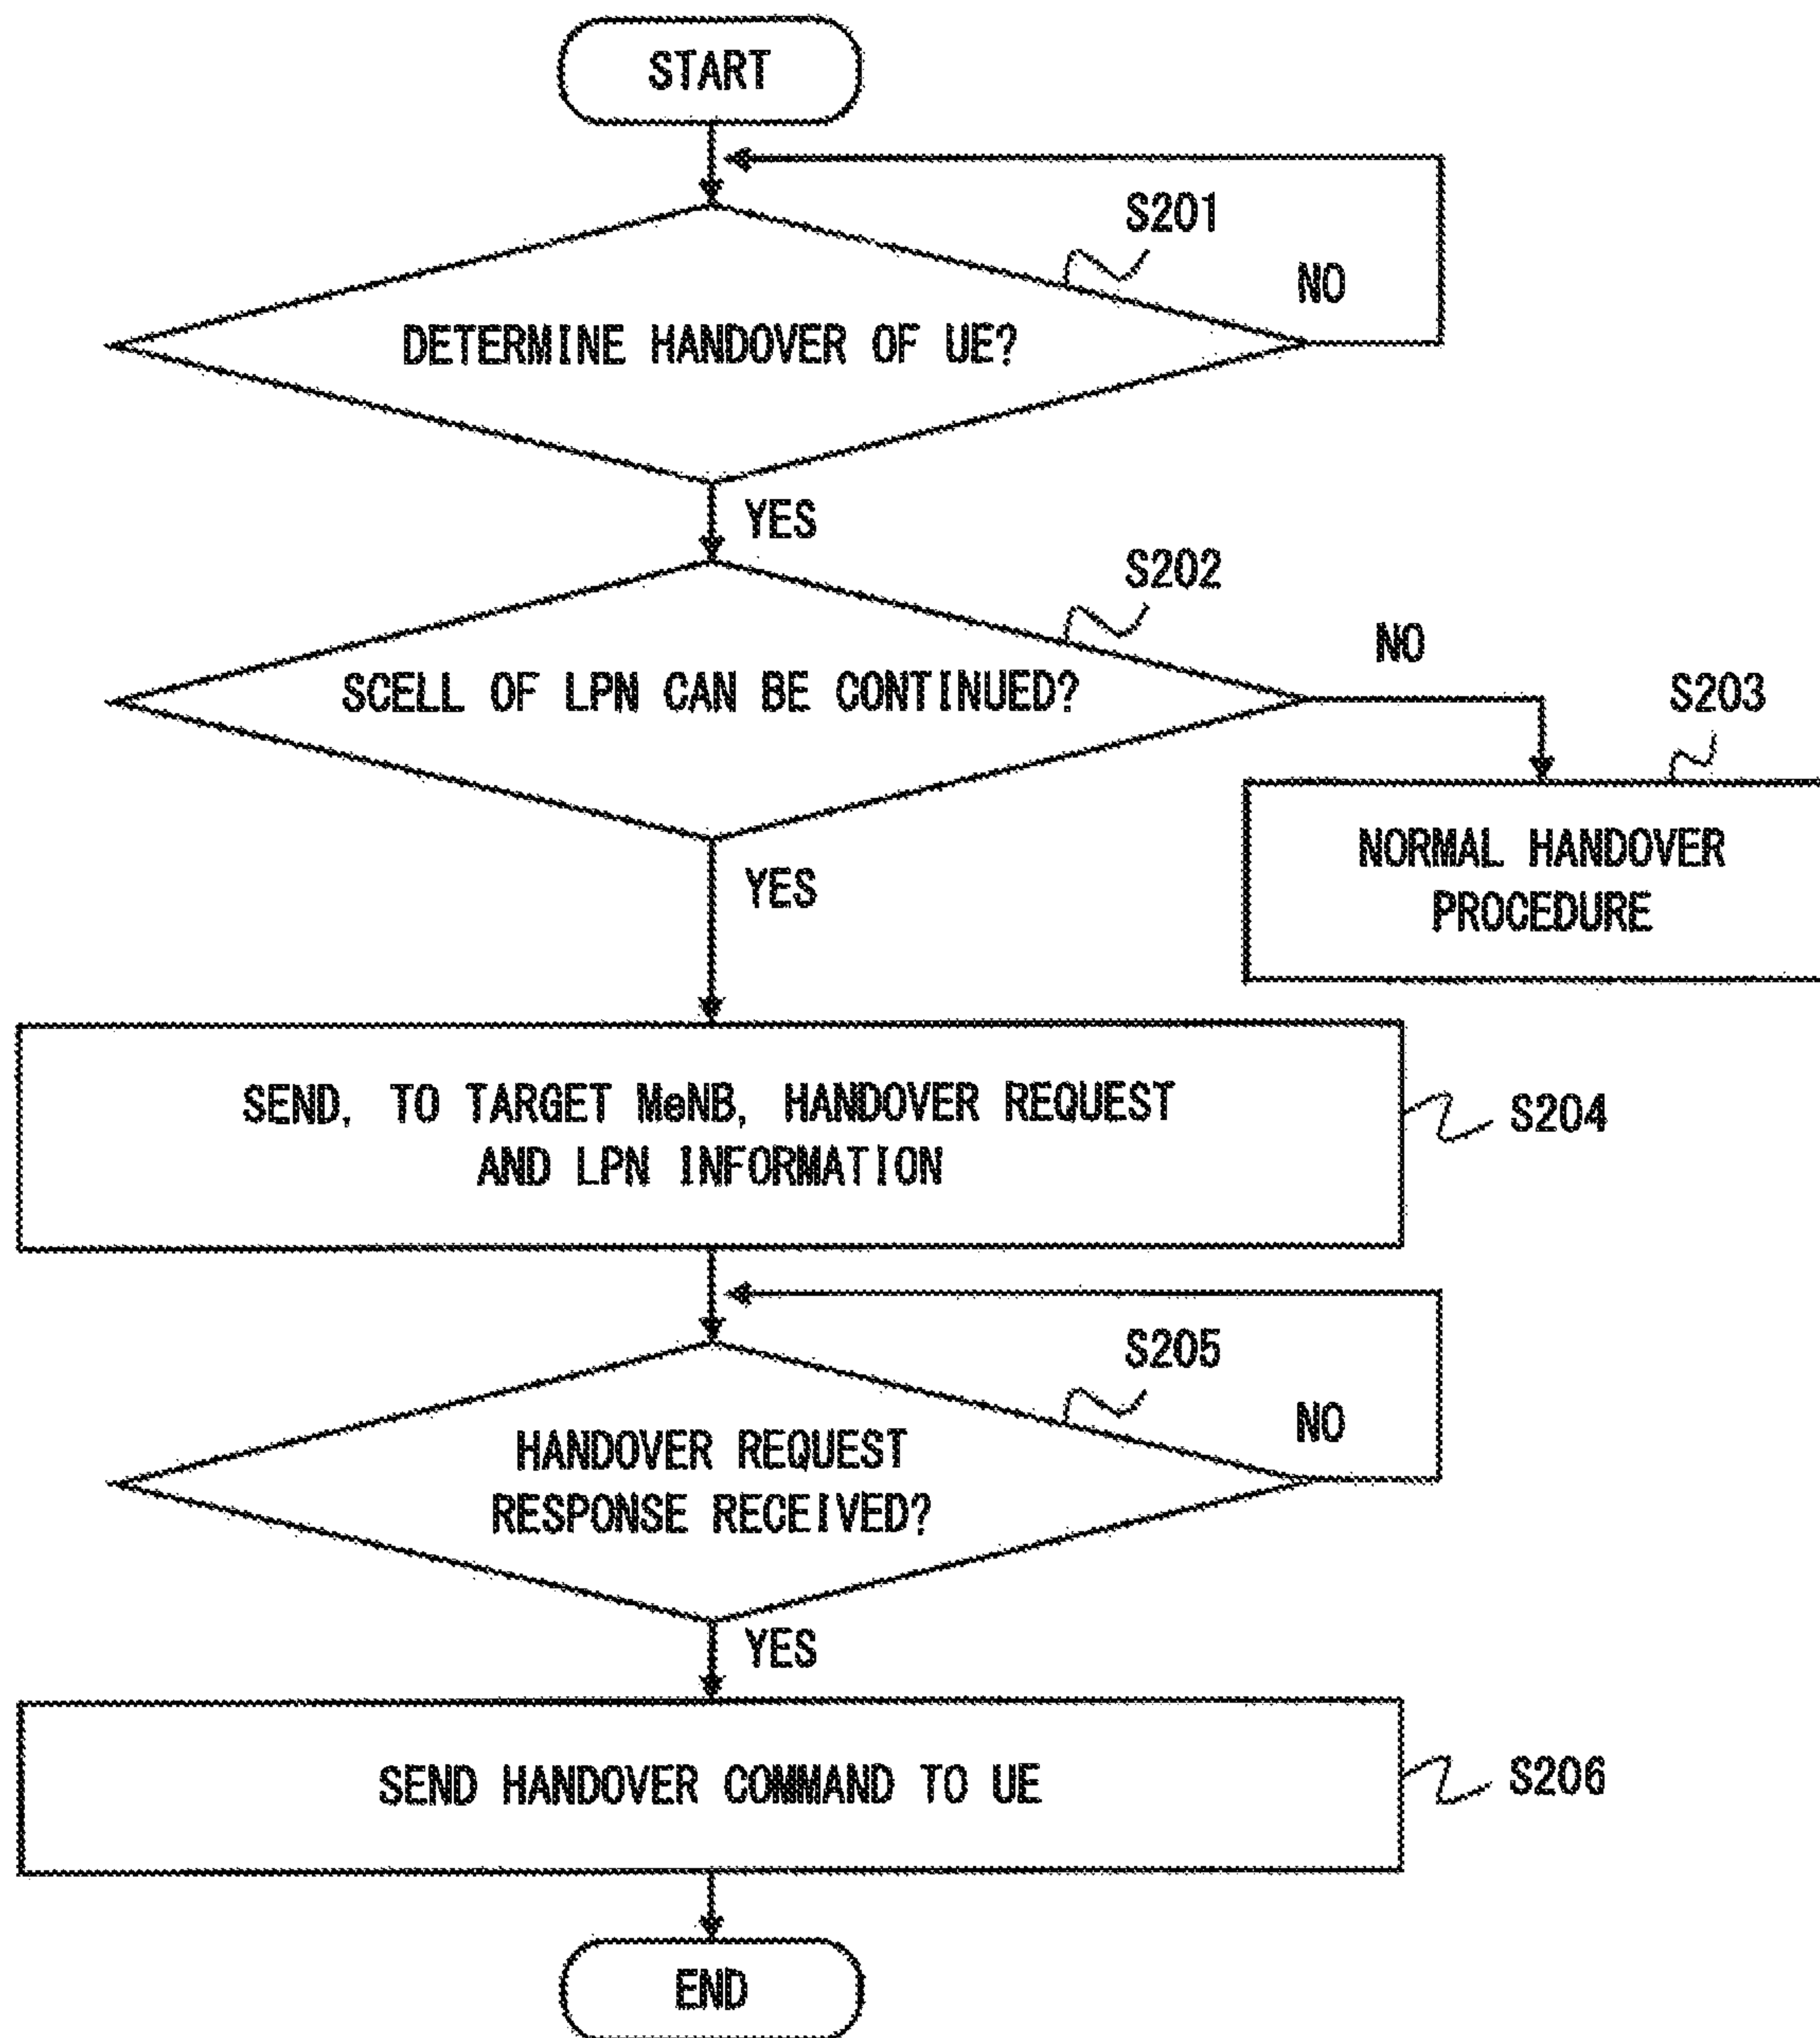 START
S201
NO
DETERMINE HANDOVER OF UE?
YES
S202
NO
SCELL OF LPN CAN BE CONTINUED?
S203
NORMAL HANDOVER
PROCEDURE
YES
SEND, TO TARGET MeNB, HANDOVER REQUEST
AND LPN INFORMATION
S204
S205
NO
HANDOVER REQUEST
RESPONSE RECEIVED?
YES
SEND HANDOVER COMMAND TO UE
S206
END